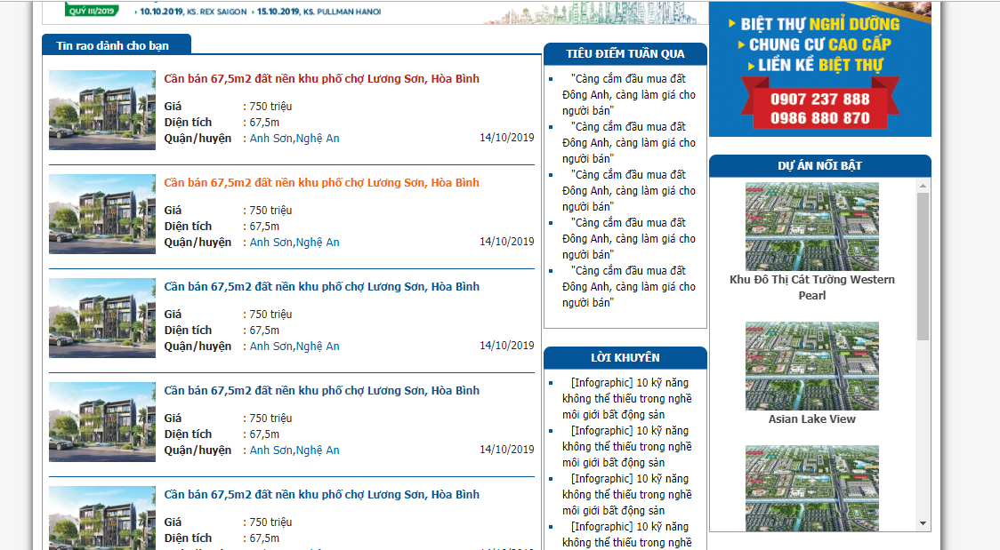 QUÝ III/2019
10.10.2019, KS. REX SAIGON
15.10.2019, KS. PULLMAN HANOI
Tin rao dành cho bạn
Cần bán 67,5m2 đất nền khu phố chợ Lương Sơn, Hòa Bình
Giá : 750 triệu
Diện tích : 67,5m
Quận/huyện : Anh Sơn,Nghệ An 14/10/2019
Cần bán 67,5m2 đất nền khu phố chợ Lương Sơn, Hòa Bình
Giá : 750 triệu
Diện tích : 67,5m
Quận/huyện : Anh Sơn,Nghệ An 14/10/2019
Cần bán 67,5m2 đất nền khu phố chợ Lương Sơn, Hòa Bình
Giá : 750 triệu
Diện tích : 67,5m
Quận/huyện : Anh Sơn,Nghệ An 14/10/2019
Cần bán 67,5m2 đất nền khu phố chợ Lương Sơn, Hòa Bình
Giá : 750 triệu
Diện tích : 67,5m
Quận/huyện : Anh Sơn,Nghệ An 14/10/2019
Cần bán 67,5m2 đất nền khu phố chợ Lương Sơn, Hòa Bình
Giá : 750 triệu
Diện tích : 67,5m
TIÊU ĐIỂM TUẦN QUA
"Càng cắm đầu mua đất
Đông Anh, càng làm giá cho
người bán"
"Càng cắm đầu mua đất
Đông Anh, càng làm giá cho
người bán"
"Càng cắm đầu mua đất
Đông Anh, càng làm giá cho
người bán"
"Càng cắm đầu mua đất
Đông Anh, càng làm giá cho
người bán"
"Càng cắm đầu mua đất
Đông Anh, càng làm giá cho
người bán"
LỜI KHUYÊN
[Infographic] 10 kỹ năng
không thể thiếu trong nghề
môi giới bất động sản
[Infographic] 10 kỹ năng
không thể thiếu trong nghề
môi giới bất động sản
[Infographic] 10 kỹ năng
không thể thiếu trong nghề
môi giới bất động sản
[Infographic] 10 kỹ năng
không thể thiếu trong nghề
BIỆT THỰ NGHỈ DƯỠNG
CHUNG CƯ CAO CẤP
LIỀN KỀ BIỆT THỰ
0907 237 888
0986 880 870
DỰ ÁN NỔI BẬT
Khu Đô Thị Cát Tường Western
Pearl
Asian Lake View